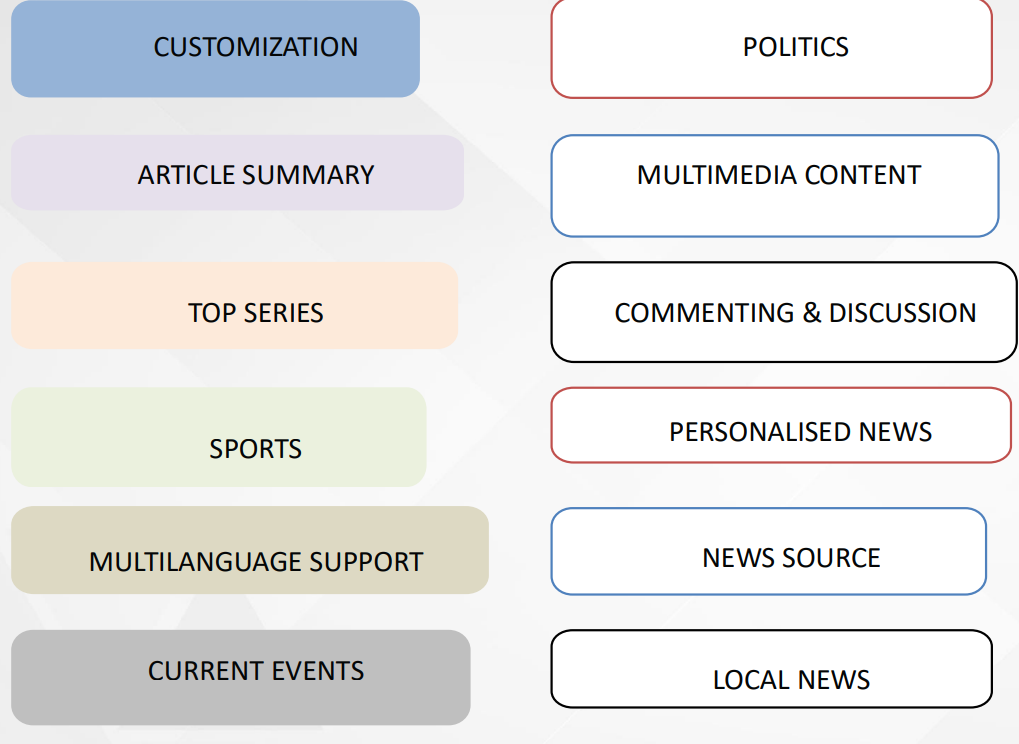 CUSTOMIZATION
POLITICS
ARTICLE SUMMARY
MULTIMEDIA CONTENT
TOP SERIES
COMMENTING & DISCUSSION
SPORTS
PERSONALISED NEWS
MULTILANGUAGE SUPPORT
NEWS SOURCE
CURRENT EVENTS
LOCAL NEWS